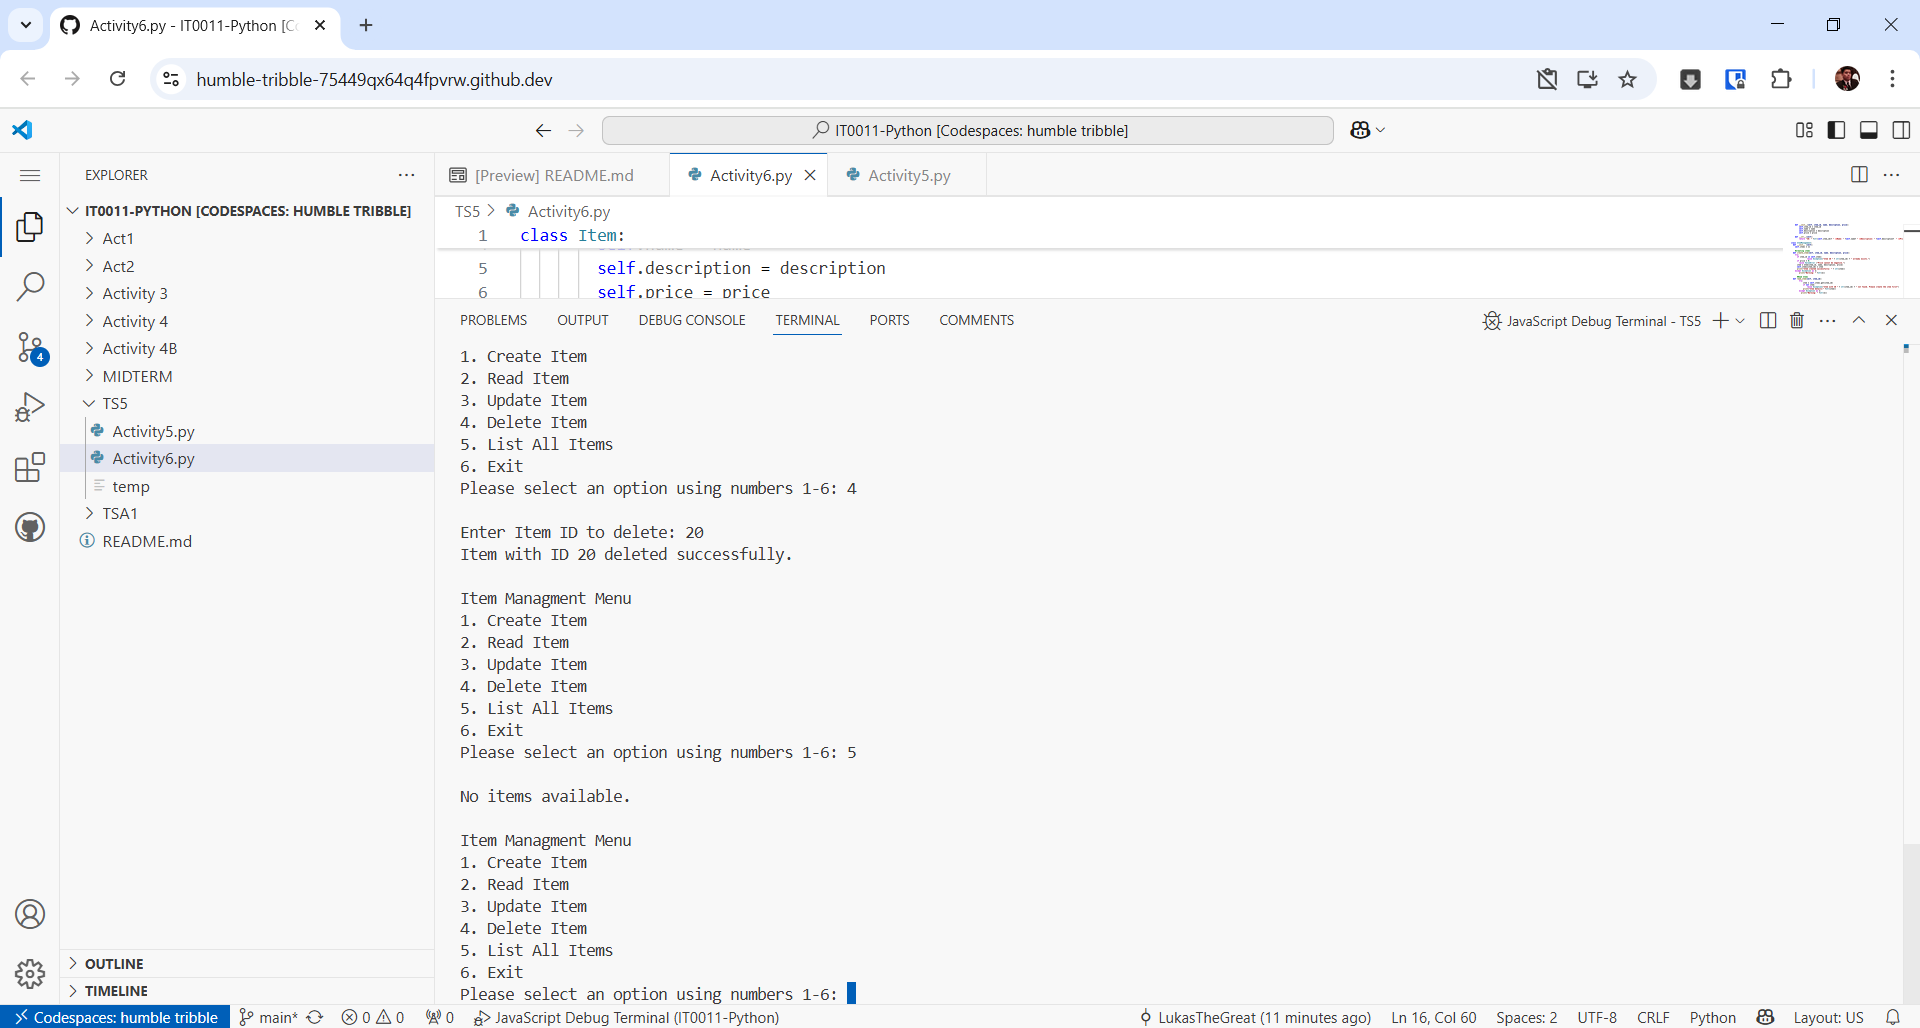 Activity6.py - IT0011-Python [Co
humble-tribble-75449qx64q4fpvrw.github.dev
IT0011-Python [Codespaces: humble tribble]
EXPLORER
IT0011-PYTHON [CODESPACES: HUMBLE TRIBBLE]
Act1
Act2
Activity 3
Activity 4
Activity 4B
MIDTERM
TS5
Activity5.py
Activity6.py
temp
TSA1
README.md
OUTLINE
TIMELINE
4
[Preview] README.md
Activity6.py
Activity5.py
TS5 > Activity6.py
1 class Item:
5 self.description = description
6 self.price = price
PROBLEMS OUTPUT DEBUG CONSOLE TERMINAL PORTS COMMENTS
JavaScript Debug Terminal - TS5
1. Create Item
2. Read Item
3. Update Item
4. Delete Item
5. List All Items
6. Exit
Please select an option using numbers 1-6: 4
Enter Item ID to delete: 20
Item with ID 20 deleted successfully.
Item Managment Menu
1. Create Item
2. Read Item
3. Update Item
4. Delete Item
5. List All Items
6. Exit
Please select an option using numbers 1-6: 5
No items available.
Item Managment Menu
1. Create Item
2. Read Item
3. Update Item
4. Delete Item
5. List All Items
6. Exit
Please select an option using numbers 1-6:
Codespaces: humble tribble main* 0 0 0 JavaScript Debug Terminal (IT0011-Python) LukasTheGreat (11 minutes ago) Ln 16, Col 60 Spaces: 2 UTF-8 CRLF Python Layout: US